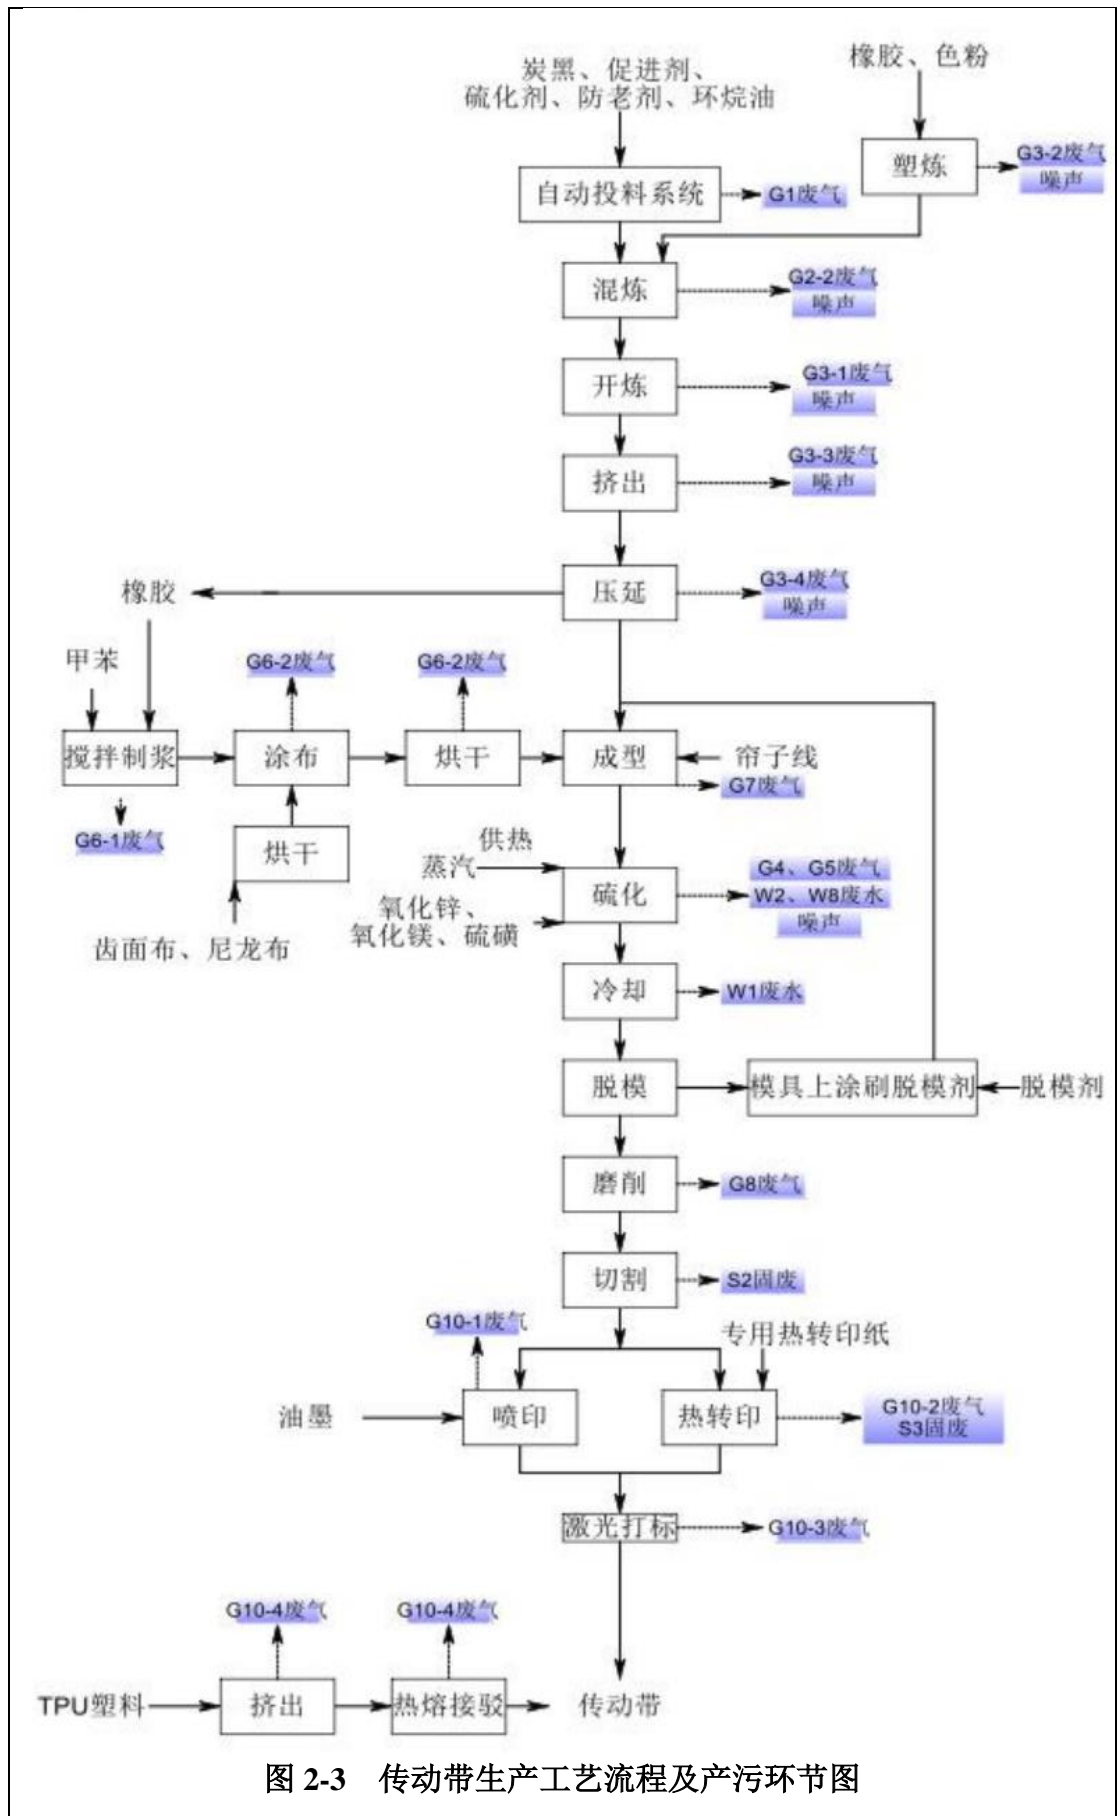 炭黑、促进剂、
硫化剂、防老剂、环烷油
橡胶、色粉
塑炼
G3-2废气
噪声
自动投料系统
G1废气
混炼
G2-2废气
噪声
开炼
G3-1废气
噪声
挤出
G3-3废气
噪声
橡胶
压延
G3-4废气
噪声
甲苯
G6-2废气
G6-2废气
搅拌制浆
涂布
烘干
成型
帘子线
G7废气
G6-1废气
烘干
供热
蒸汽
硫化
G4、G5废气
W2、W8废水
噪声
氧化锌、
氧化镁、硫磺
齿面布、尼龙布
冷却
W1废水
脱模
模具上涂刷脱模剂
脱模剂
磨削
G8废气
切割
S2固废
G10-1废气
专用热转印纸
油墨
喷印
热转印
G10-2废气
S3固废
激光打标
G10-3废气
G10-4废气
G10-4废气
TPU塑料
挤出
热熔接驳
传动带
图 2-3 传动带生产工艺流程及产污环节图